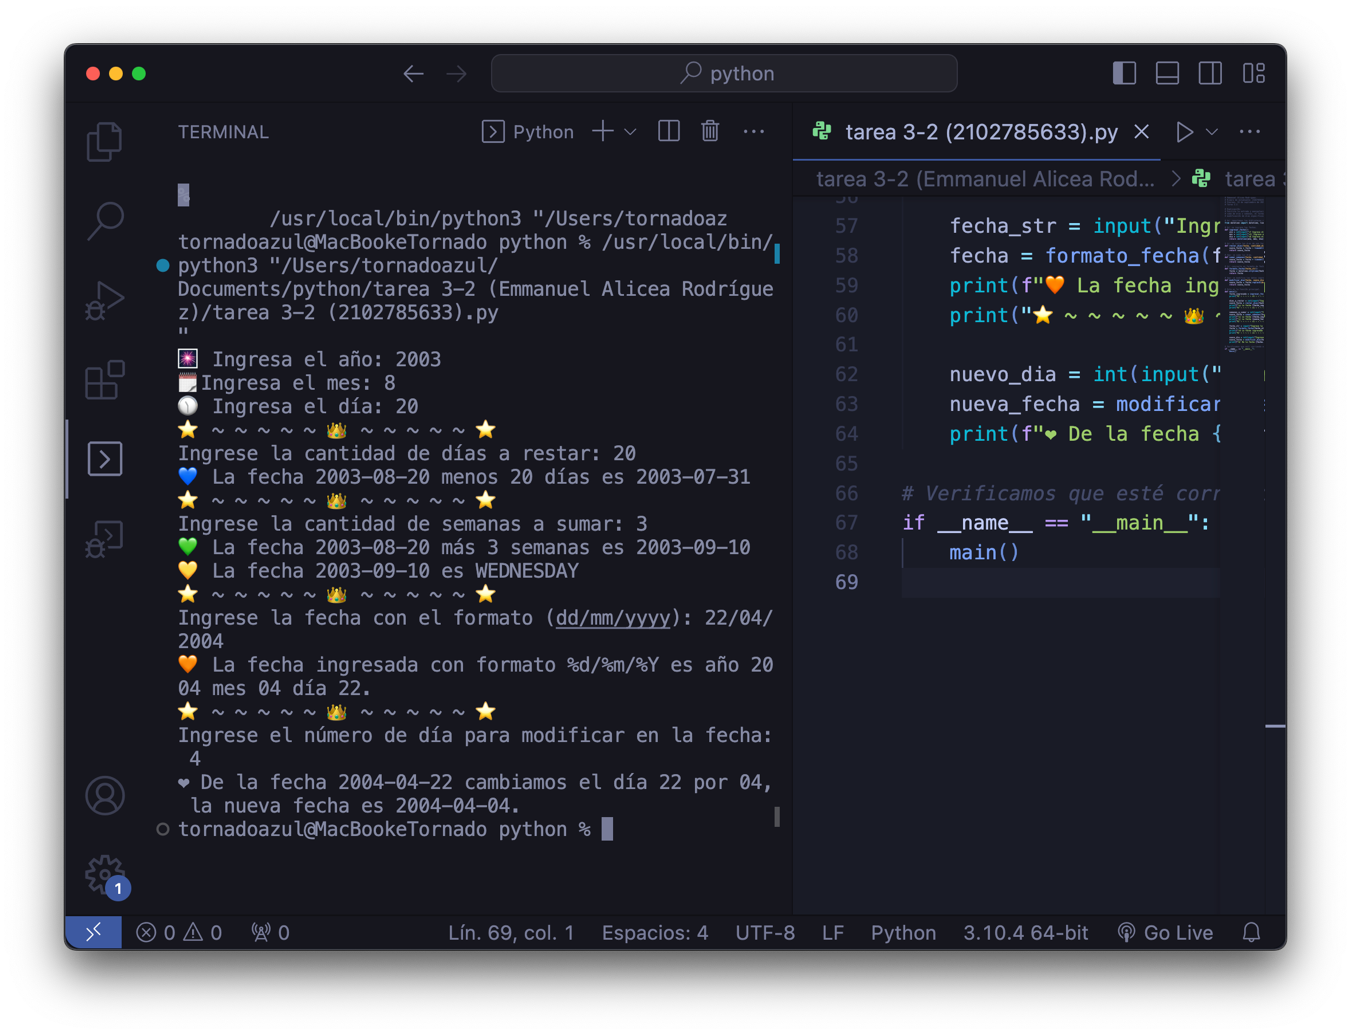 python
TERMINAL
Python
/usr/local/bin/python3 "/Users/tornadoaz
tornadoazul@MacBookeTornado python % /usr/local/bin/
python3 "/Users/tornadoazul/
Documents/python/tarea 3-2 (Emmanuel Alicea Rodrígue
z)/tarea 3-2 (2102785633).py
"
🎆 Ingresa el año: 2003
🗓️Ingresa el mes: 8
Ingresa el día: 20
⭐ ~ ~ ~ ~ ~ 👑 ~ ~ ~ ~ ~ ⭐
Ingrese la cantidad de días a restar: 20
💙 La fecha 2003-08-20 menos 20 días es 2003-07-31
⭐ ~ ~ ~ ~ ~ 👑 ~ ~ ~ ~ ~ ⭐
Ingrese la cantidad de semanas a sumar: 3
💚 La fecha 2003-08-20 más 3 semanas es 2003-09-10
💛 La fecha 2003-09-10 es WEDNESDAY
⭐ ~ ~ ~ ~ ~ 👑 ~ ~ ~ ~ ~ ⭐
Ingrese la fecha con el formato (dd/mm/yyyy): 22/04/
2004
🧡 La fecha ingresada con formato %d/%m/%Y es año 20
04 mes 04 día 22.
⭐ ~ ~ ~ ~ ~ 👑 ~ ~ ~ ~ ~ ⭐
Ingrese el número de día para modificar en la fecha:
4
❤ De la fecha 2004-04-22 cambiamos el día 22 por 04,
la nueva fecha es 2004-04-04.
tornadoazul@MacBookeTornado python %
tarea 3-2 (2102785633).py
tarea 3-2 (Emmanuel Alicea Rod... > tarea 3
56
57 fecha_str = input("Ingr
58 fecha = formato_fecha(f
59 print(f"🧡 La fecha ing
60 print("⭐ ~ ~ ~ ~ ~ 👑 ~
61
62 nuevo_dia = int(input("
63 nueva_fecha = modificar
64 print(f"❤ De la fecha {
65
66 # Verificamos que esté corr
67 if __name__ == "__main__":
68 main()
69
1
0 0 0 Lín. 69, col. 1 Espacios: 4 UTF-8 LF Python 3.10.4 64-bit Go Live